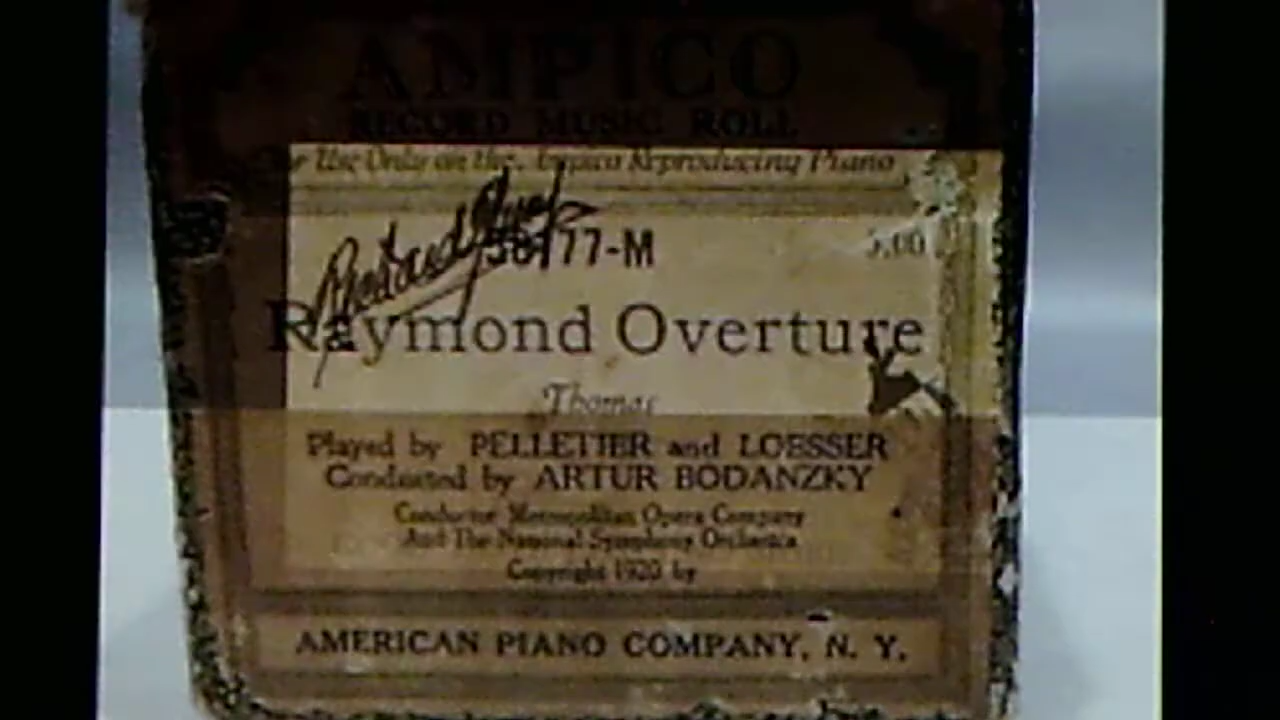 AMPICO
RECORD MUSIC ROLL
Use Only on the Ampico Reproducing Piano
77-M
5.00
Raymond Overture
Thomas
Played by PELLETIER and LOESSER
Conducted by ARTUR BODANZKY
Conductor Metropolitan Opera Company
And The National Symphony Orchestra
Copyright 1920 by
AMERICAN PIANO COMPANY, N. Y.